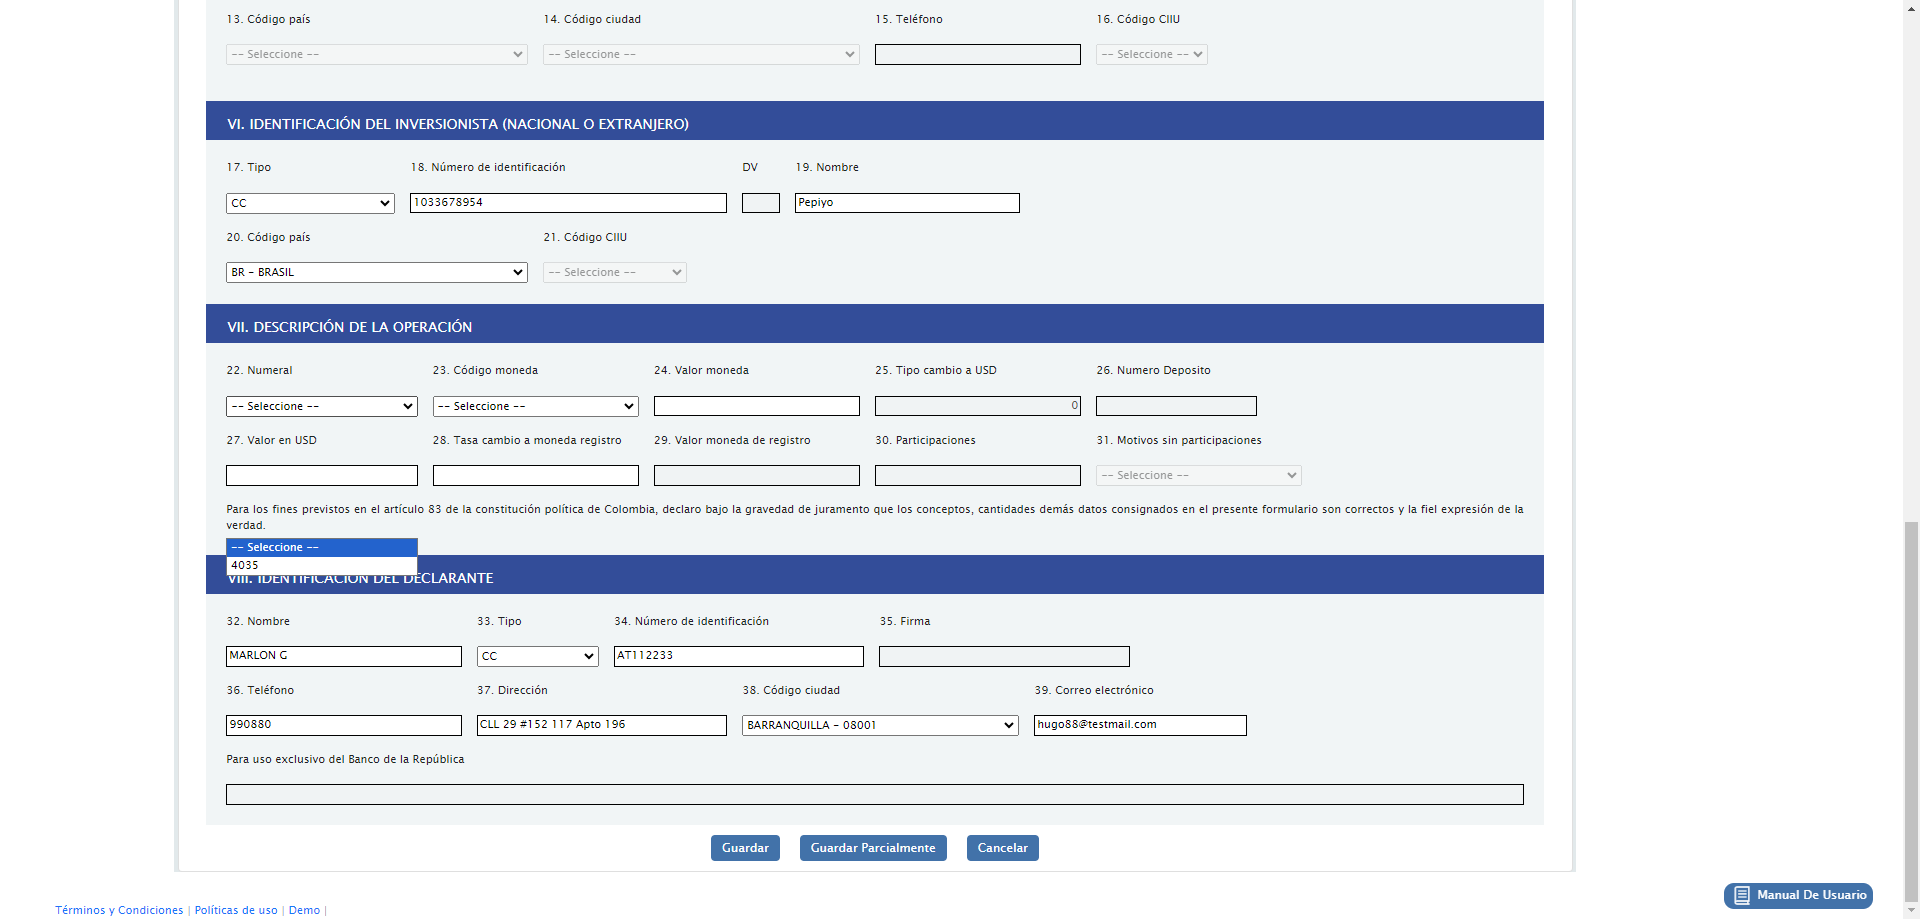 13. Código país 14. Código ciudad 15. Teléfono 16. Código CIIU
-- Seleccione -- -- Seleccione -- -- Seleccione --
VI. IDENTIFICACIÓN DEL INVERSIONISTA (NACIONAL O EXTRANJERO)
17. Tipo 18. Número de identificación DV 19. Nombre
CC 1033678954 Pepiyo
20. Código país 21. Código CIIU
BR - BRASIL -- Seleccione --
VII. DESCRIPCIÓN DE LA OPERACIÓN
22. Numeral 23. Código moneda 24. Valor moneda 25. Tipo cambio a USD 26. Numero Deposito
-- Seleccione -- -- Seleccione -- 0
27. Valor en USD 28. Tasa cambio a moneda registro 29. Valor moneda de registro 30. Participaciones 31. Motivos sin participaciones
-- Seleccione --
Para los fines previstos en el artículo 83 de la constitución política de Colombia, declaro bajo la gravedad de juramento que los conceptos, cantidades demás datos consignados en el presente formulario son correctos y la fiel expresión de la
verdad.
-- Seleccione --
4035
VIII. IDENTIFICACIÓN DEL DECLARANTE
32. Nombre 33. Tipo 34. Número de identificación 35. Firma
MARLON G CC AT112233
36. Teléfono 37. Dirección 38. Código ciudad 39. Correo electrónico
990880 CLL 29 #152 117 Apto 196 BARRANQUILLA - 08001 hugo88@testmail.com
Para uso exclusivo del Banco de la República
Guardar Guardar Parcialmente Cancelar
Manual De Usuario
Términos y Condiciones | Políticas de uso | Demo |